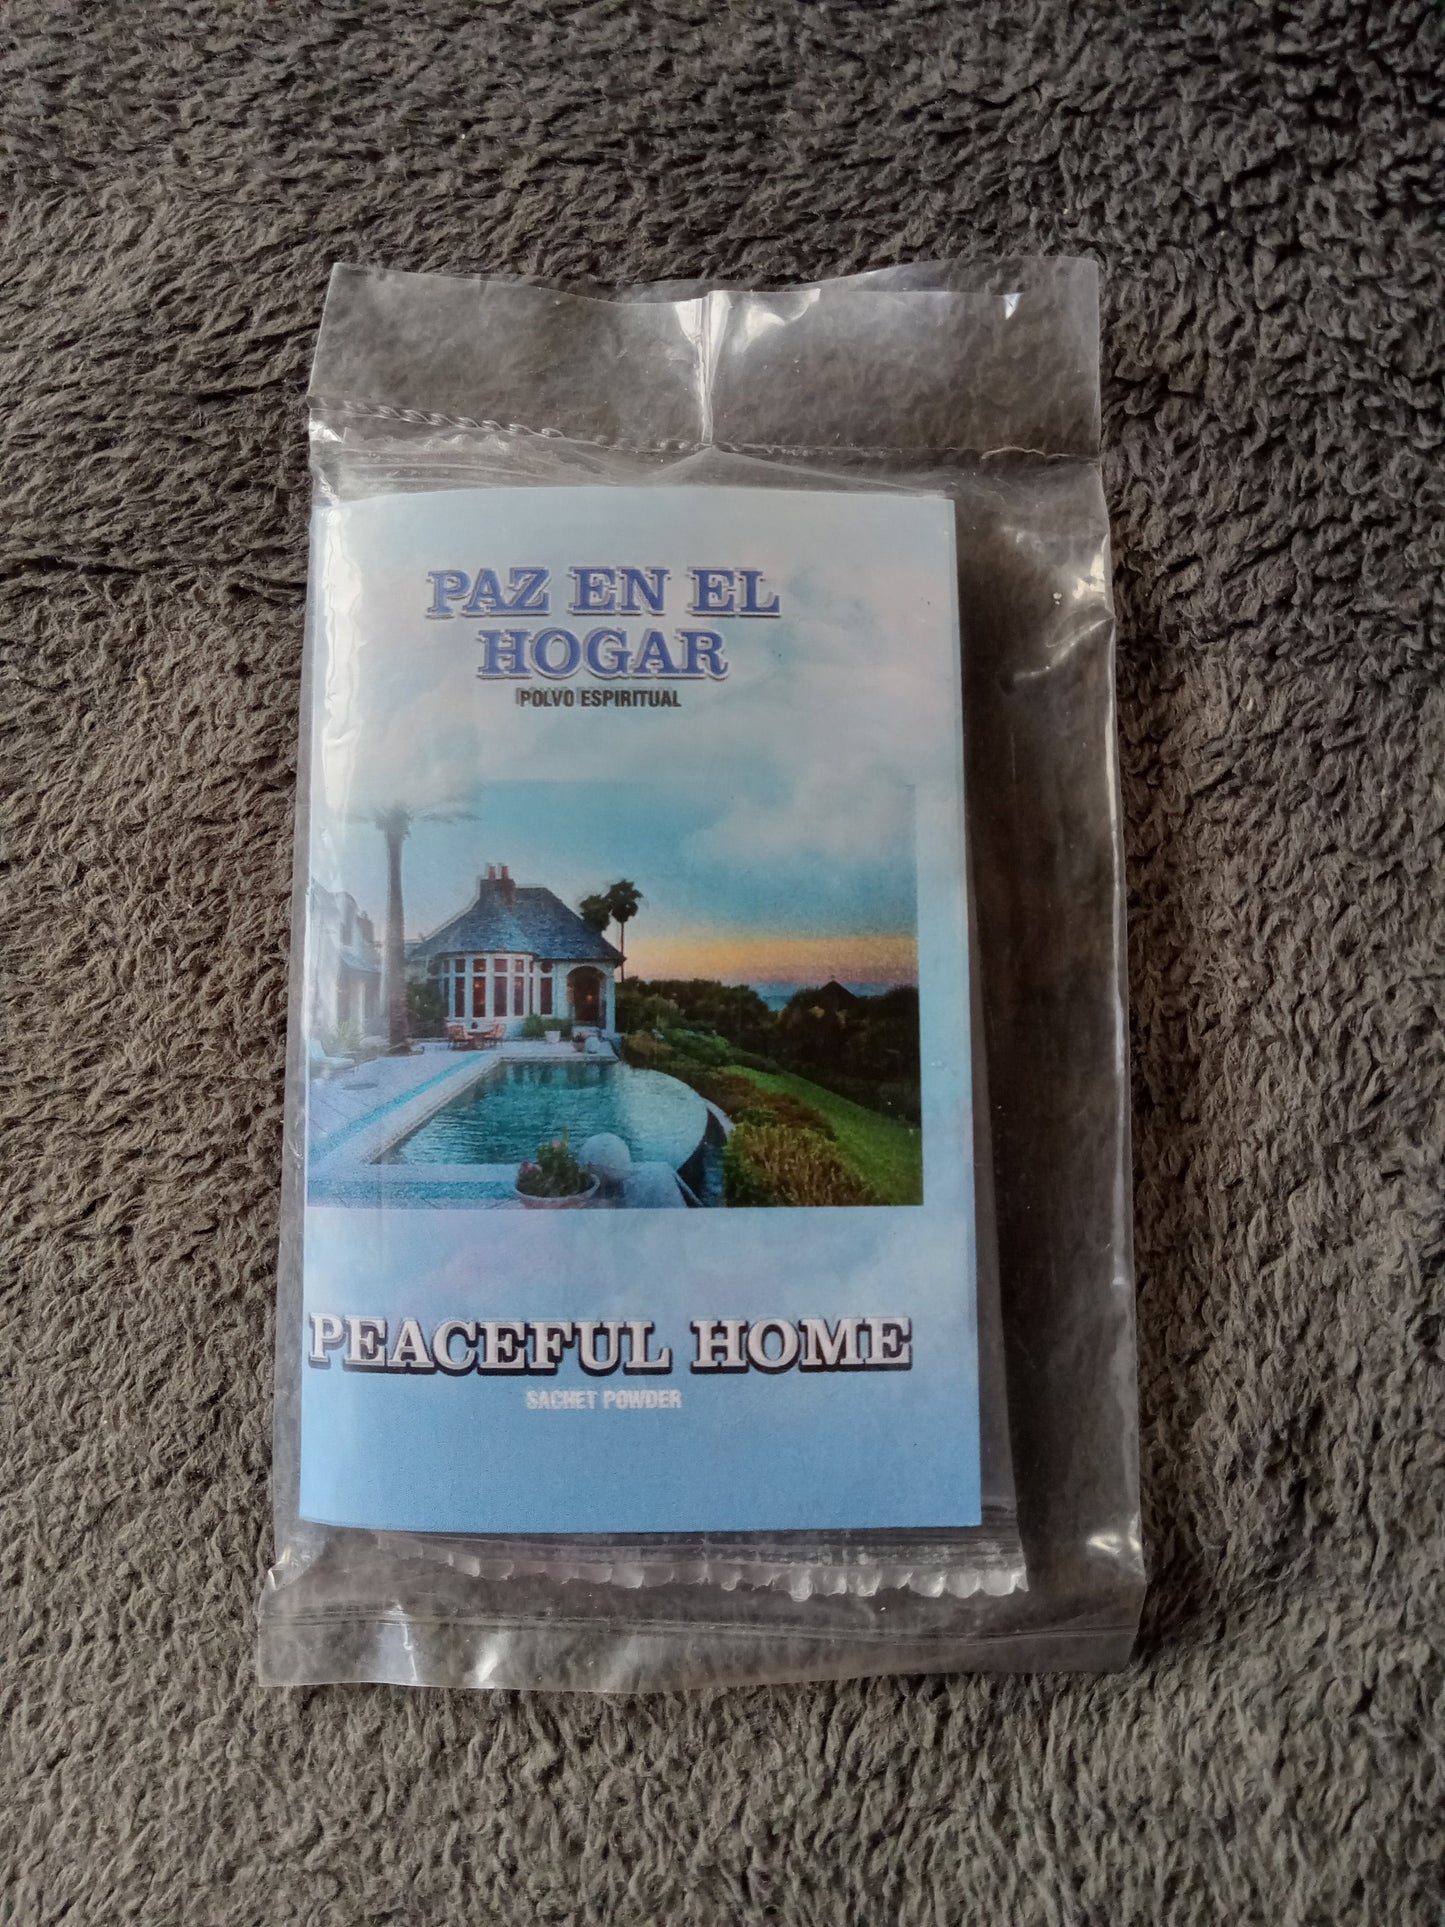 PAZ EN EL
HOGAR
POLVO ESPIRITUAL
PEACEFUL HOME
SACHET POWDER